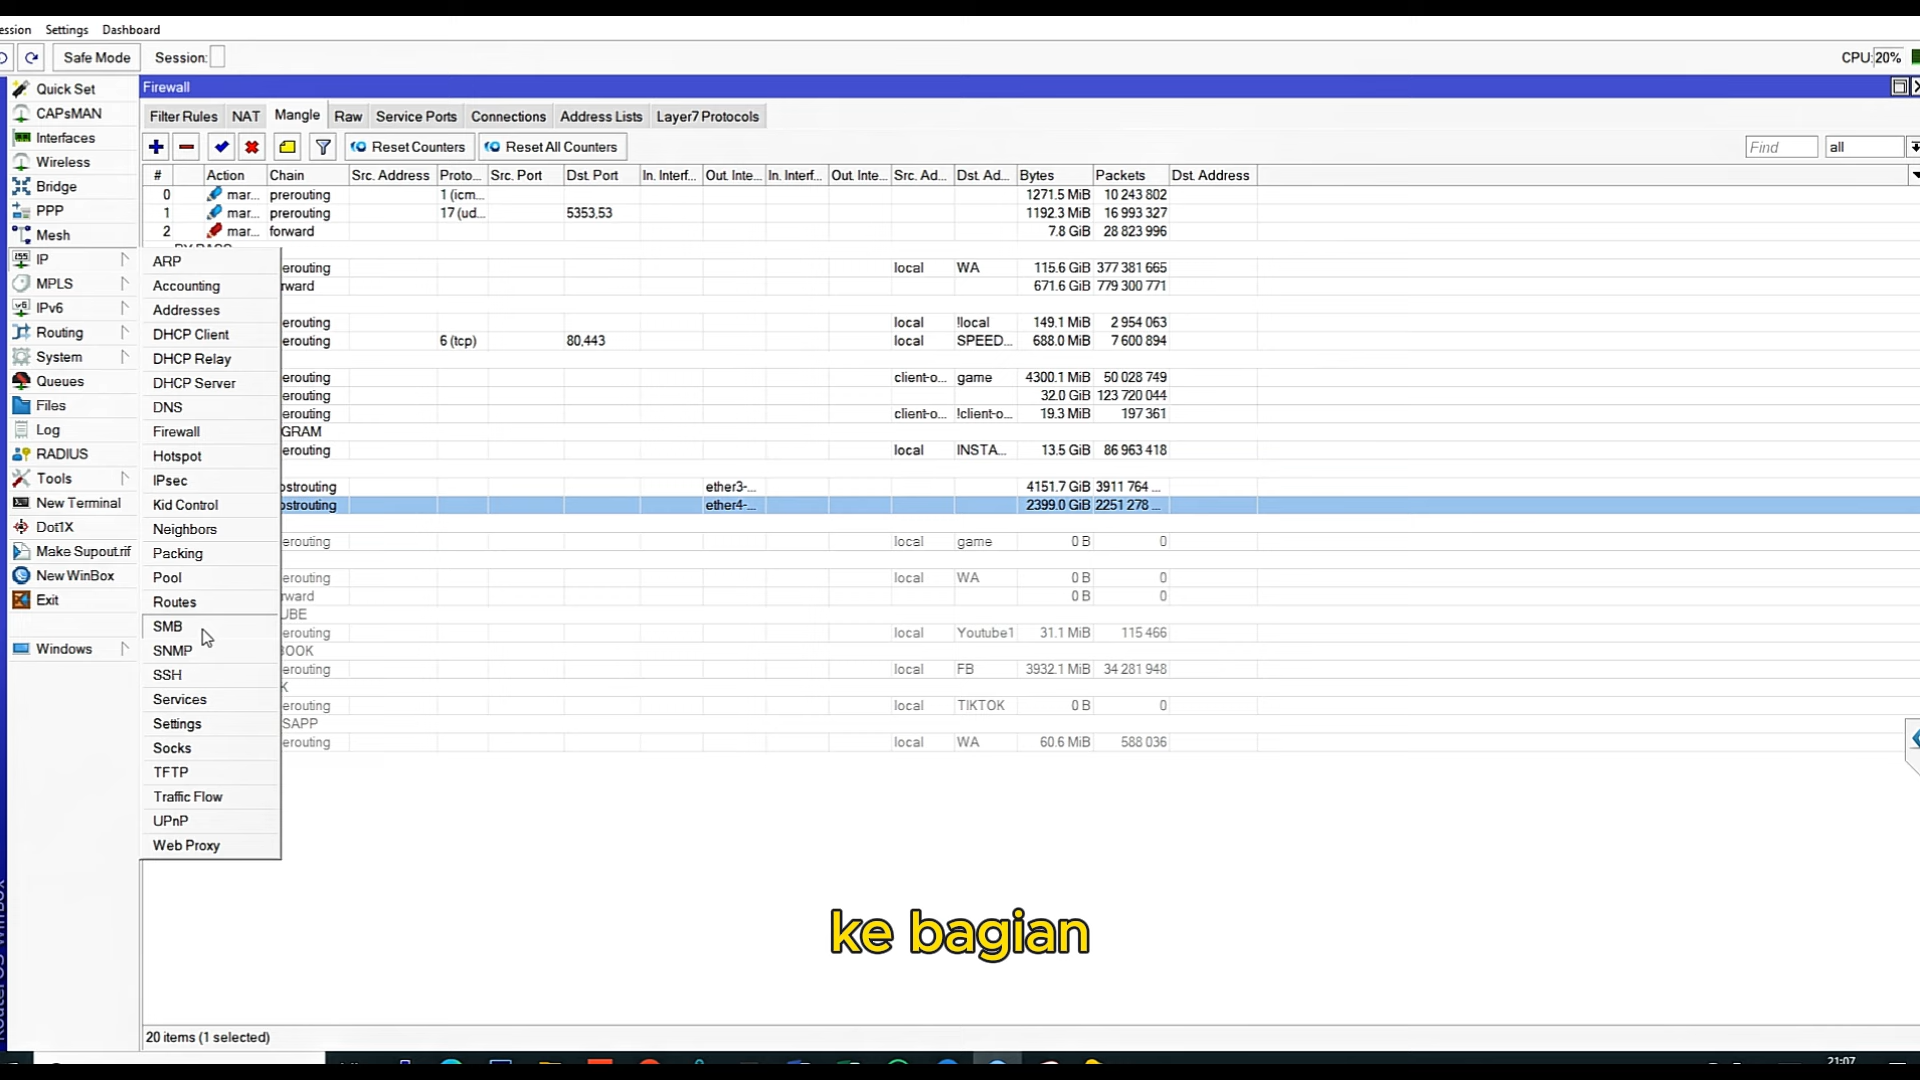 ession Settings Dashboard
Safe Mode Session: CPU: 20%
Firewall
Filter Rules NAT Mangle Raw Service Ports Connections Address Lists Layer7 Protocols
Reset Counters Reset All Counters Find all
# Action Chain Src. Address Proto... Src. Port Dst. Port In. Interf... Out. Inte... In. Interf... Out. Inte... Src. Ad... Dst. Ad... Bytes Packets Dst. Address
0 mar... prerouting 1 (icm... 1271.5 MiB 10 243 802
1 mar... prerouting 17 (ud... 5353,53 1192.3 MiB 16 993 327
2 mar... forward 7.8 GiB 28 823 996
erouting local WA 115.6 GiB 377 381 665
rward 671.6 GiB 779 300 771
erouting local !local 149.1 MiB 2 954 063
erouting 6 (tcp) 80,443 local SPEED... 688.0 MiB 7 600 894
erouting client-o... game 4300.1 MiB 50 028 749
erouting 32.0 GiB 123 720 044
erouting client-o... !client-o... 19.3 MiB 197 361
GRAM
erouting local INSTA... 13.5 GiB 86 963 418
ostrouting ether3-... 4151.7 GiB 3911 764 ...
ostrouting ether4-... 2399.0 GiB 2251 278 ...
erouting local game 0 B 0
erouting local WA 0 B 0
rward 0 B 0
UBE
erouting local Youtube1 31.1 MiB 115 466
BOOK
erouting local FB 3932.1 MiB 34 281 948
K
erouting local TIKTOK 0 B 0
SAPP
erouting local WA 60.6 MiB 588 036
Quick Set
CAPsMAN
Interfaces
Wireless
Bridge
PPP
Mesh
IP
MPLS
IPv6
Routing
System
Queues
Files
Log
RADIUS
Tools
New Terminal
Dot1X
Make Supout.rif
New WinBox
Exit
Windows
ARP
Accounting
Addresses
DHCP Client
DHCP Relay
DHCP Server
DNS
Firewall
Hotspot
IPsec
Kid Control
Neighbors
Packing
Pool
Routes
SMB
SNMP
SSH
Services
Settings
Socks
TFTP
Traffic Flow
UPnP
Web Proxy
ke bagian
20 items (1 selected)
21:07